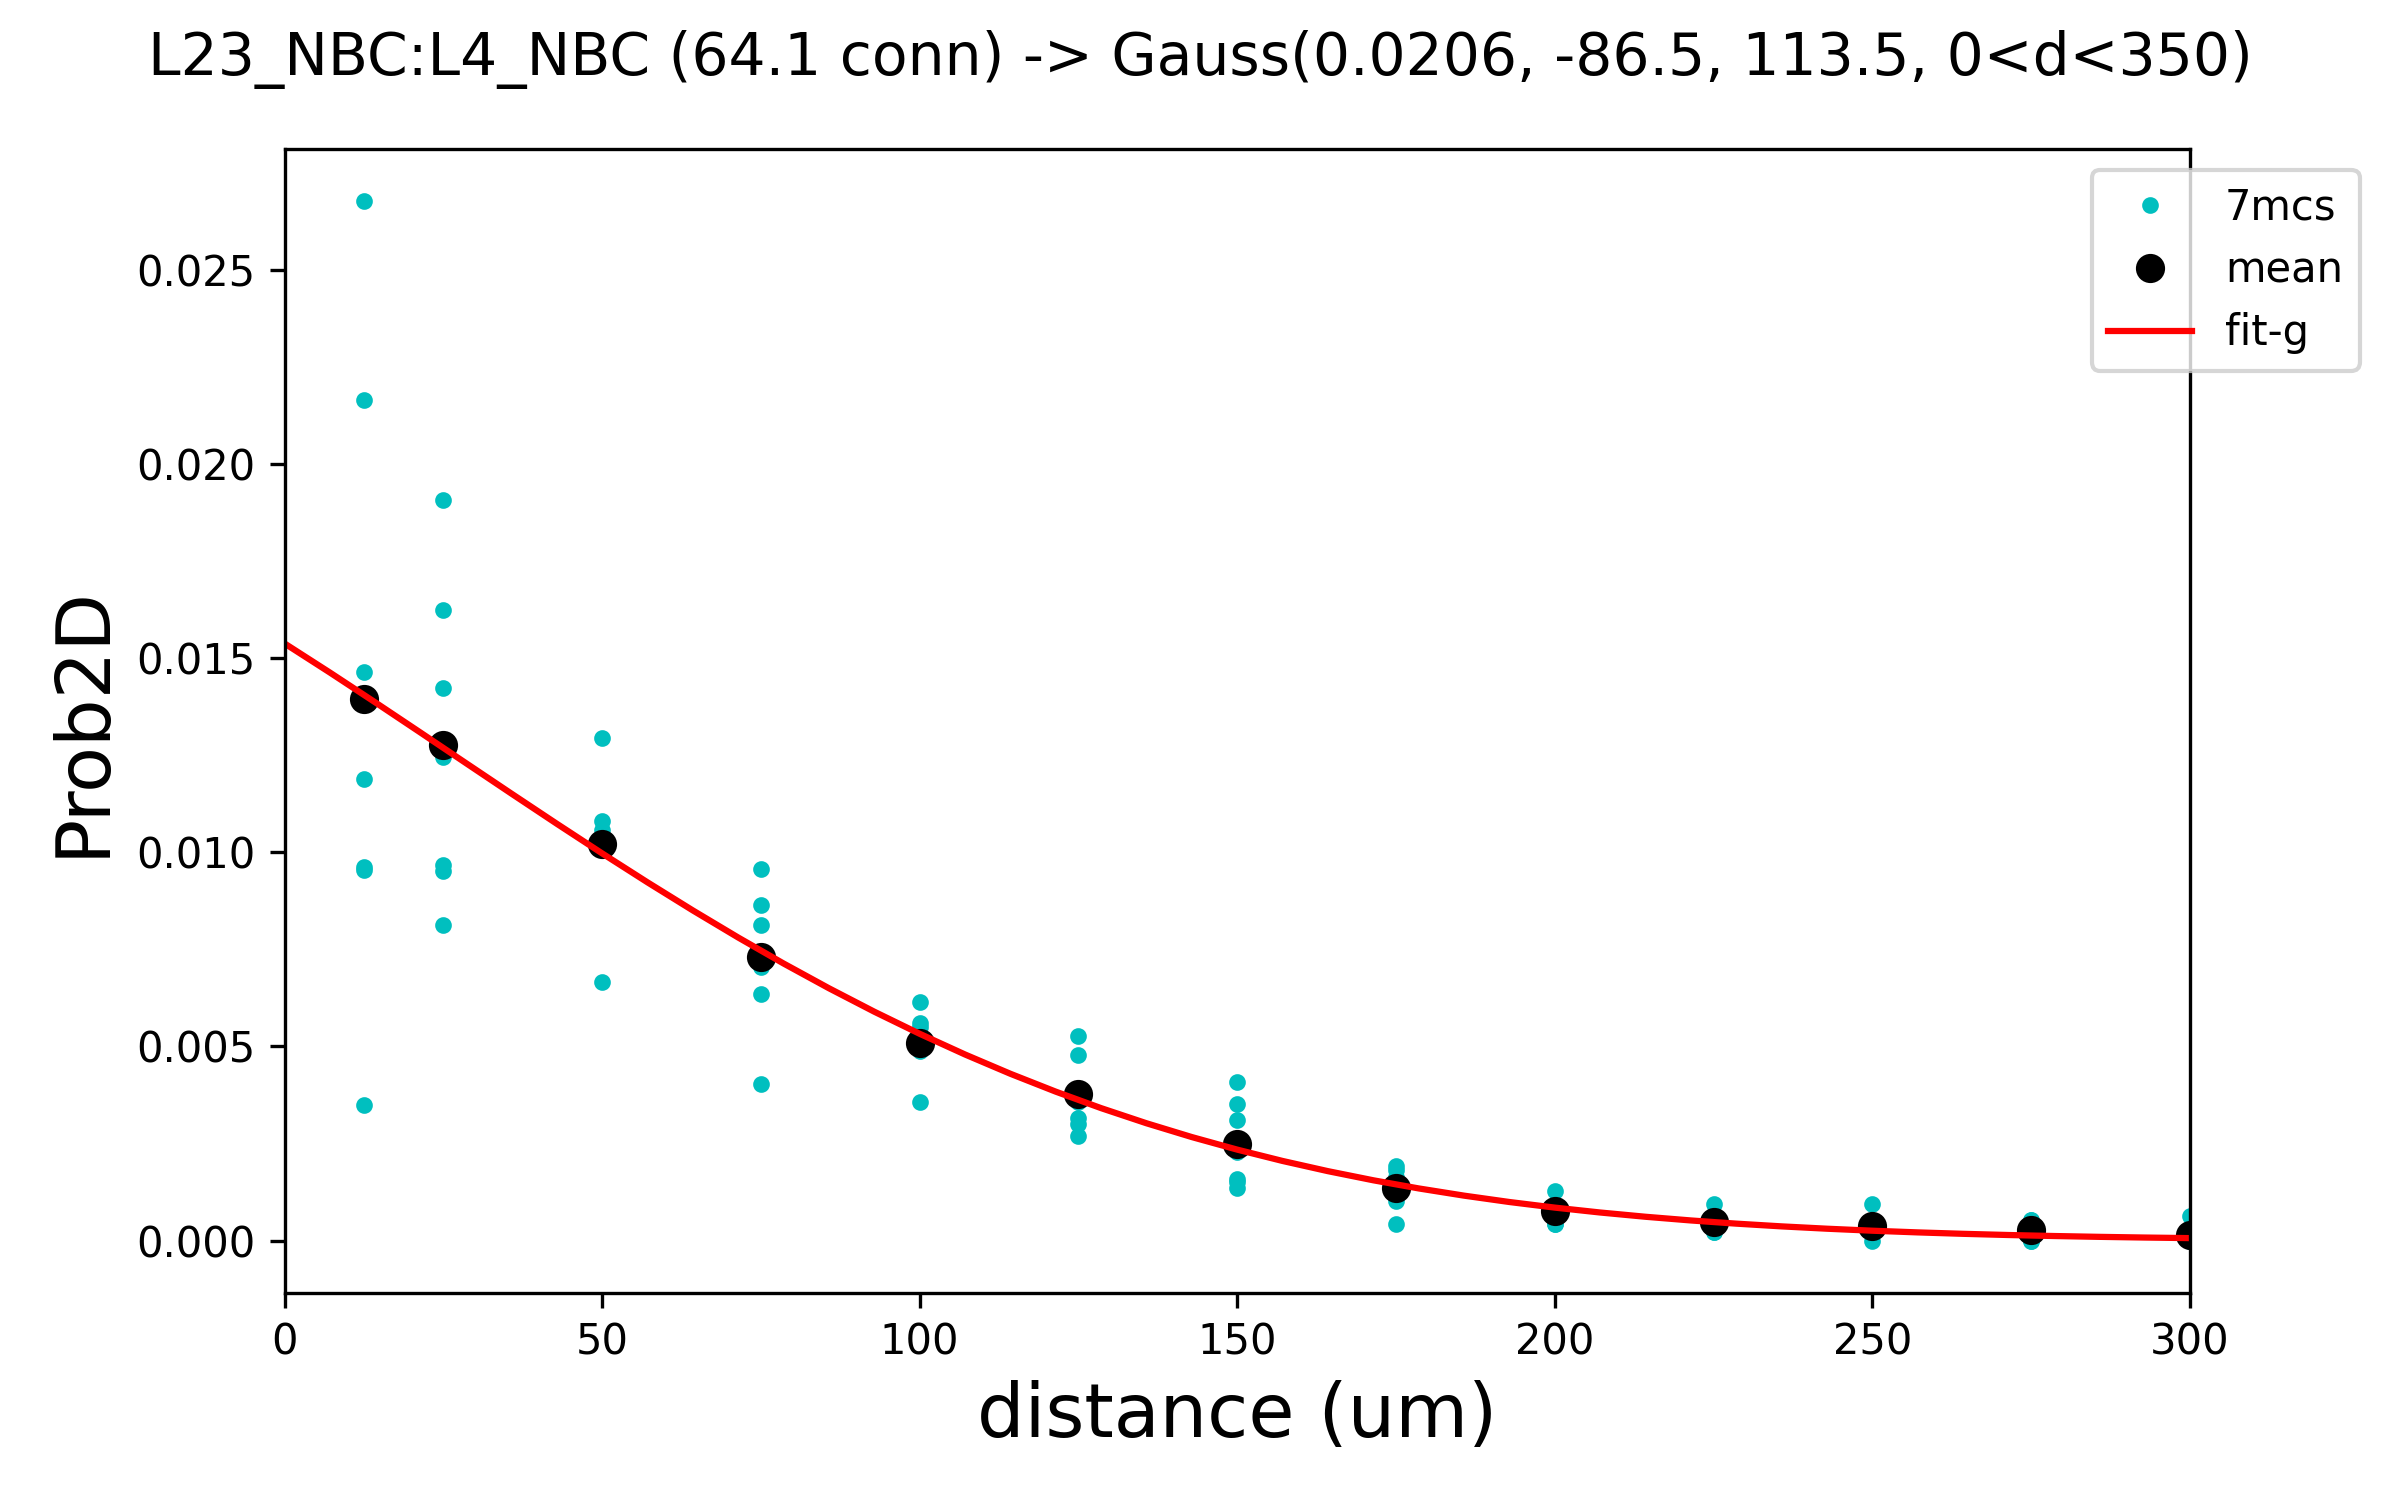 L23_NBC:L4_NBC (64.1 conn) -> Gauss(0.0206, -86.5, 113.5, 0<d<350)
7mcs
mean
fit-g
Prob2D
0.025
0.020
0.015
0.010
0.005
0.000
0 50 100 150 200 250 300
distance (um)